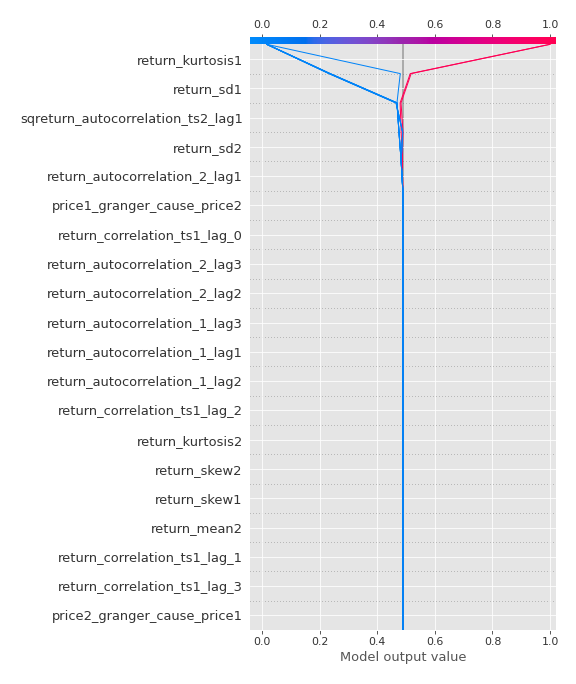 0.0 0.2 0.4 0.6 0.8 1.0
return_kurtosis1
return_sd1
sqreturn_autocorrelation_ts2_lag1
return_sd2
return_autocorrelation_2_lag1
price1_granger_cause_price2
return_correlation_ts1_lag_0
return_autocorrelation_2_lag3
return_autocorrelation_2_lag2
return_autocorrelation_1_lag3
return_autocorrelation_1_lag1
return_autocorrelation_1_lag2
return_correlation_ts1_lag_2
return_kurtosis2
return_skew2
return_skew1
return_mean2
return_correlation_ts1_lag_1
return_correlation_ts1_lag_3
price2_granger_cause_price1
0.0 0.2 0.4 0.6 0.8 1.0
Model output value